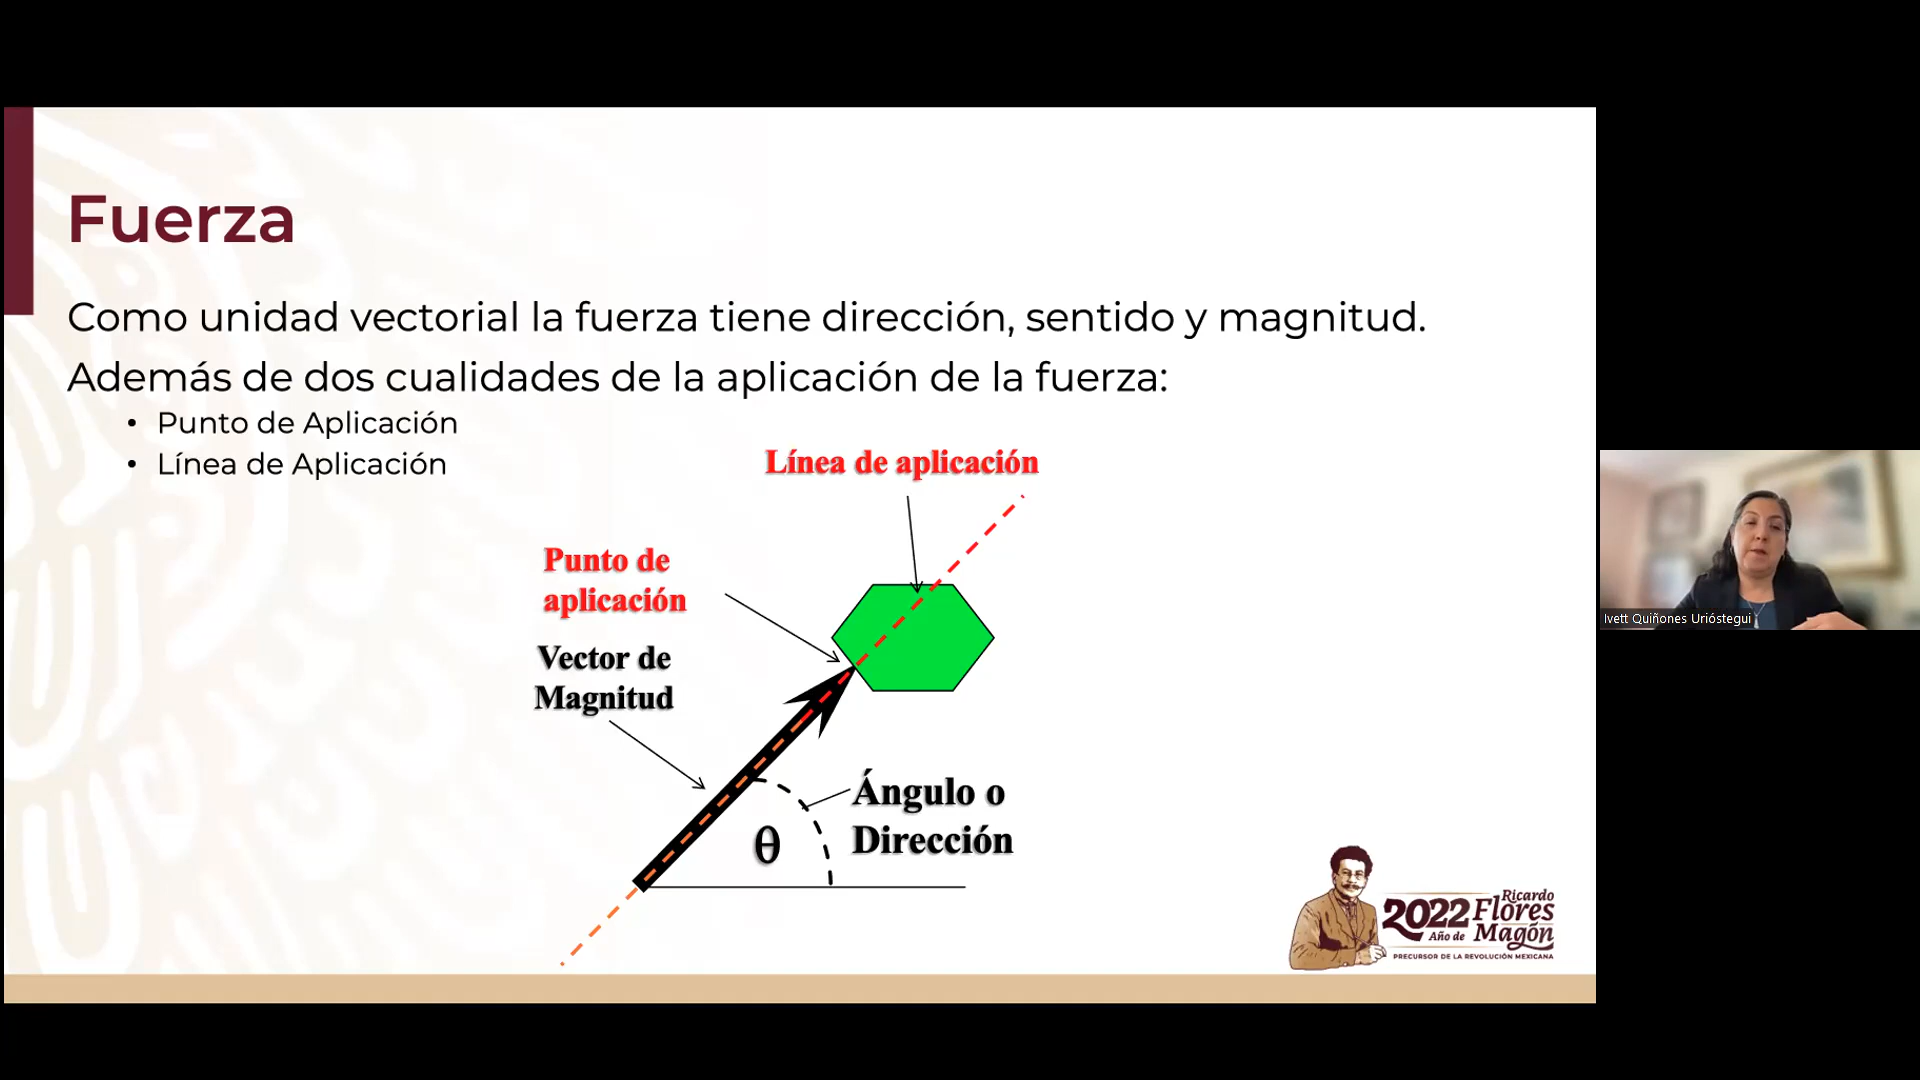 Fuerza
Como unidad vectorial la fuerza tiene dirección, sentido y magnitud.
Además de dos cualidades de la aplicación de la fuerza:
• Punto de Aplicación
• Línea de Aplicación
Línea de aplicación
Punto de
aplicación
Vector de
Magnitud
Ángulo o
Dirección
θ
2022 Ricardo
Flores
Año de Magón
PRECURSOR DE LA REVOLUCIÓN MEXICANA
Ivett Quiñones Urióstegui